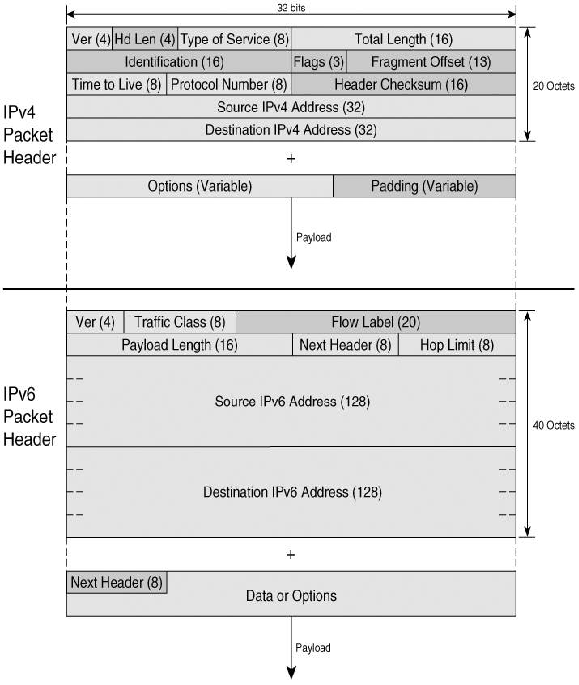 32 bits
Ver (4) Hd Len (4) Type of Service (8) Total Length (16)
Identification (16) Flags (3) Fragment Offset (13)
Time to Live (8) Protocol Number (8) Header Checksum (16)
20 Octets
Source IPv4 Address (32)
Destination IPv4 Address (32)
IPv4
Packet
Header
+
Options (Variable) Padding (Variable)
Payload
Ver (4) Traffic Class (8) Flow Label (20)
Payload Length (16) Next Header (8) Hop Limit (8)
IPv6
Packet
Header
Source IPv6 Address (128)
40 Octets
Destination IPv6 Address (128)
+
Next Header (8)
Data or Options
Payload